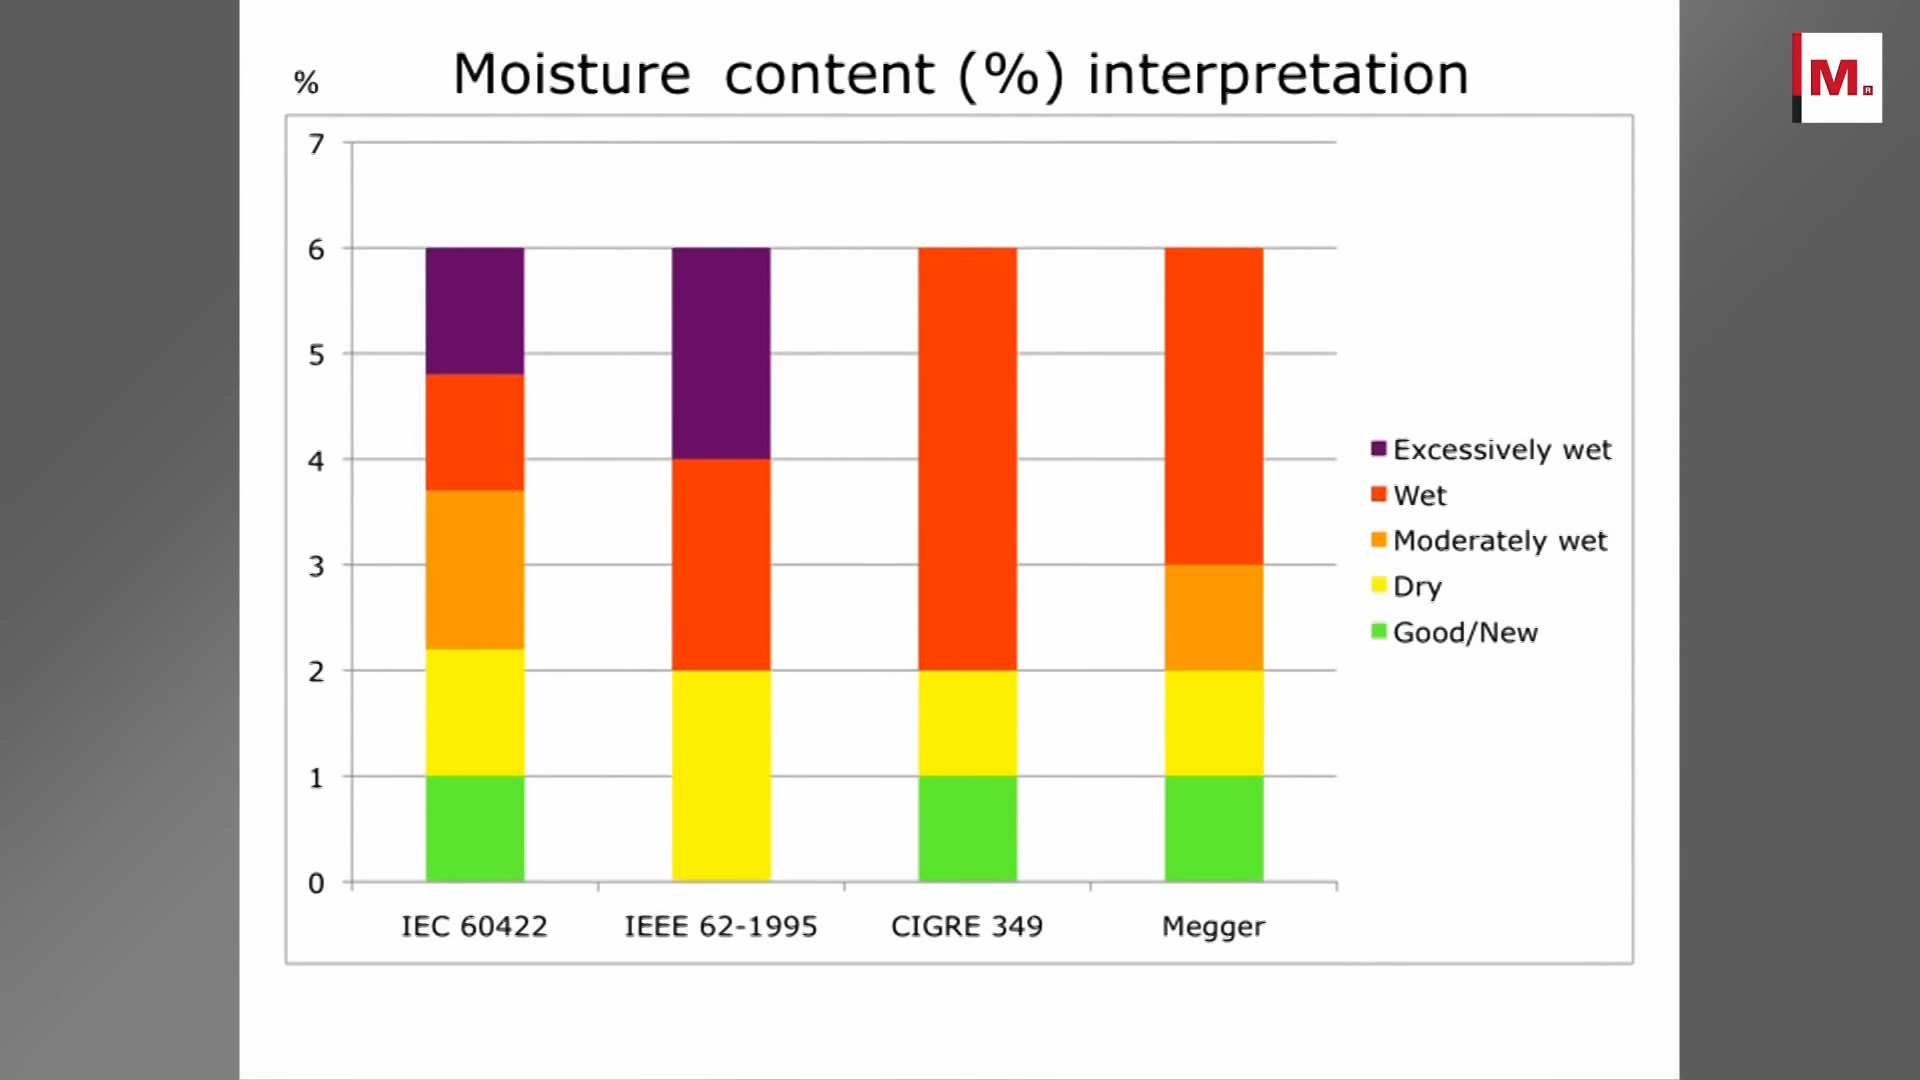 % Moisture content (%) interpretation
M.
7
6
5
4
3
2
1
0
Excessively wet
Wet
Moderately wet
Dry
Good/New
IEC 60422 IEEE 62-1995 CIGRE 349 Megger